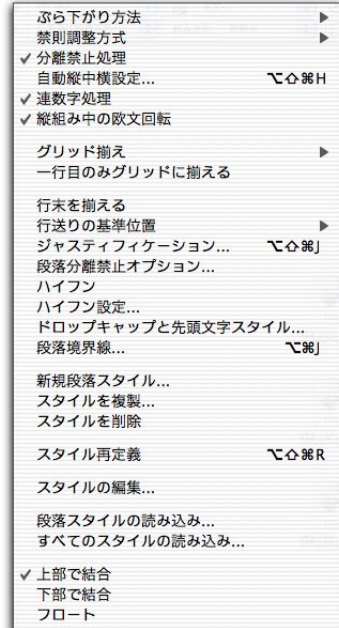 ぶら下がり方法
禁則調整方式
分離禁止処理
自動縦中横設定... ⌥⇧⌘H
連数字処理
縦組み中の欧文回転
グリッド揃え
一行目のみグリッドに揃える
行末を揃える
行送りの基準位置
ジャスティフィケーション... ⌥⇧⌘J
段落分離禁止オプション...
ハイフン
ハイフン設定...
ドロップキャップと先頭文字スタイル...
段落境界線... ⌥⌘J
新規段落スタイル...
スタイルを複製...
スタイルを削除
スタイル再定義 ⌥⇧⌘R
スタイルの編集...
段落スタイルの読み込み...
すべてのスタイルの読み込み...
上部で結合
下部で結合
フロート